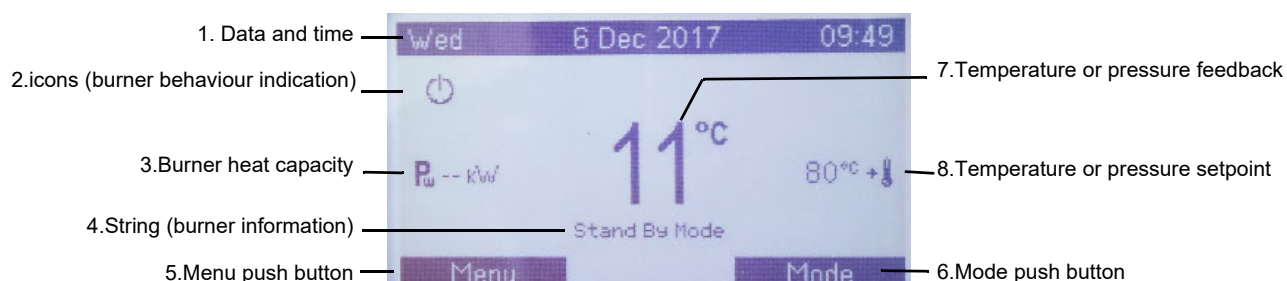 1. Data and time
Wed 6 Dec 2017 09:49
2.icons (burner behaviour indication)
7.Temperature or pressure feedback
11°C
3.Burner heat capacity
Pw -- kW
80°C +
8.Temperature or pressure setpoint
4.String (burner information)
Stand By Mode
5.Menu push button
Menu
Mode
6.Mode push button